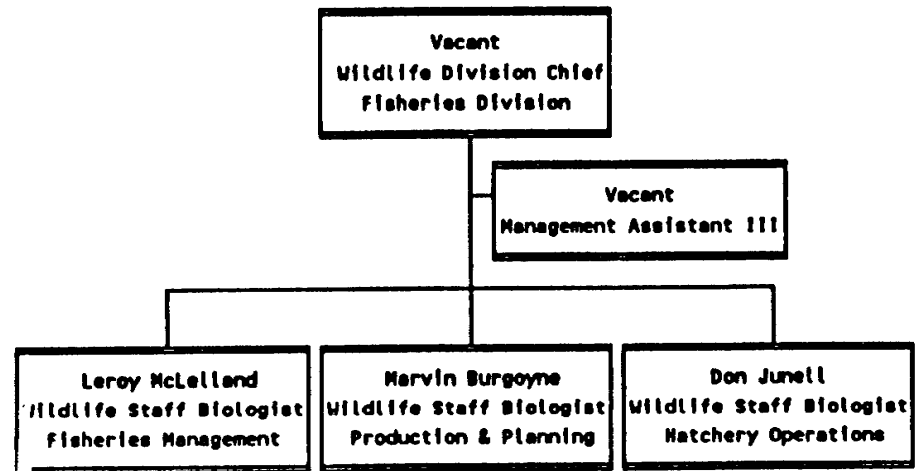 Vacant
Wildlife Division Chief
Fisheries Division
Vacant
Management Assistant III
Leroy McLelland
Wildlife Staff Biologist
Fisheries Management
Marvin Burgoyne
Wildlife Staff Biologist
Production & Planning
Don Junell
Wildlife Staff Biologist
Hatchery Operations